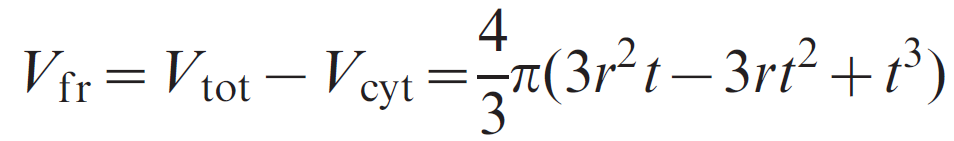 V_fr = V_tot − V_cyt = 4/3 π(3r²t − 3rt² + t³)